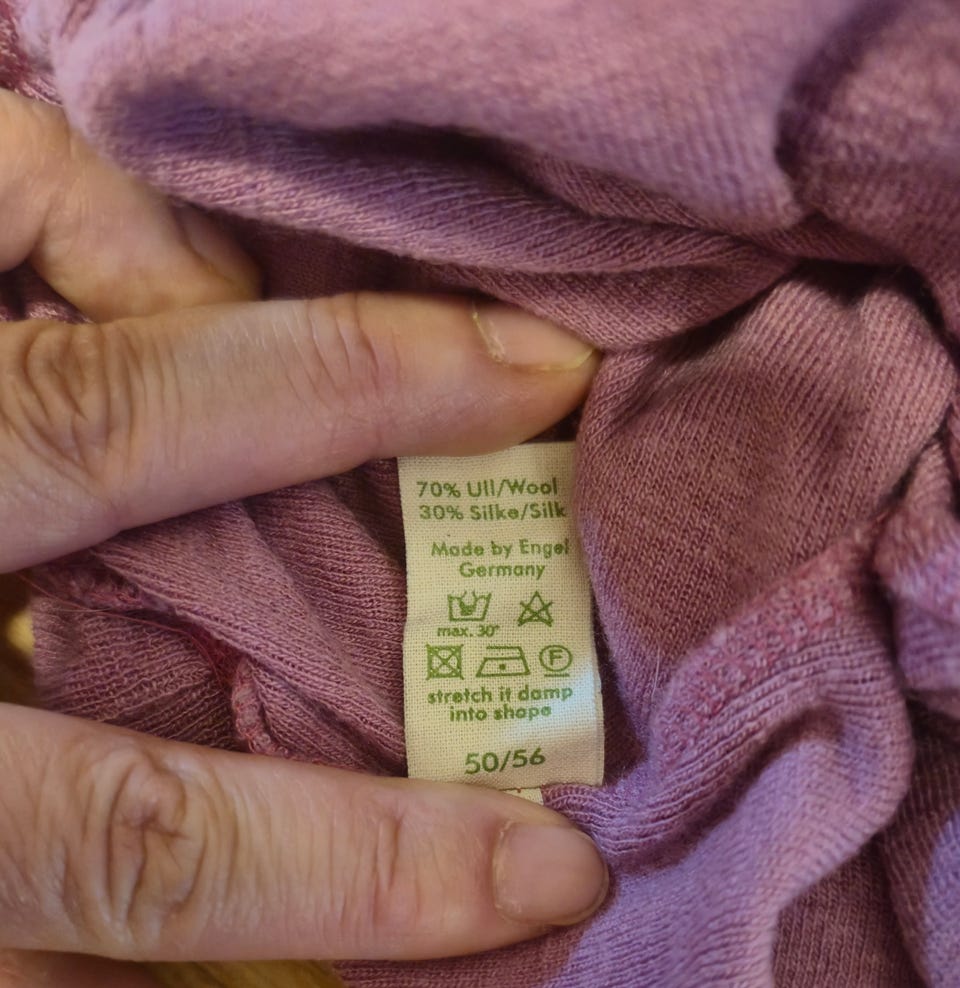 70% Ull/Wool
30% Silke/Silk
Made by Engel
Germany
max. 30°
F
stretch it damp
into shape
50/56